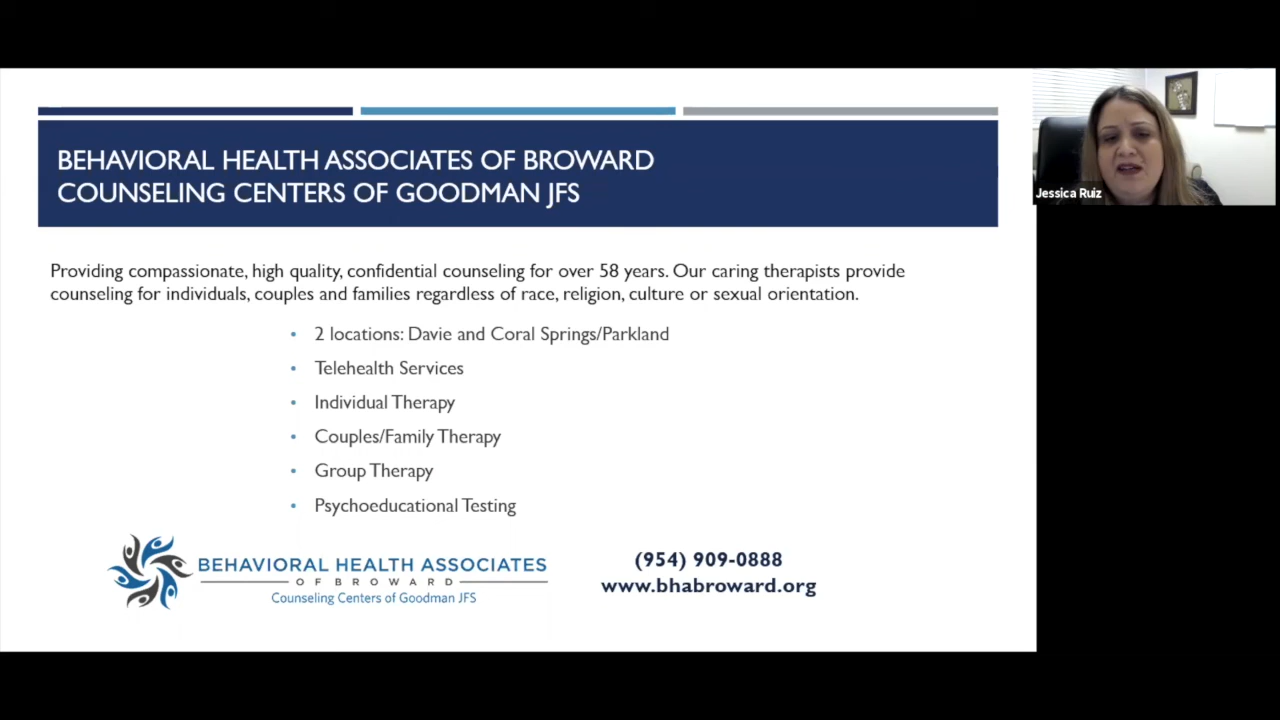 BEHAVIORAL HEALTH ASSOCIATES OF BROWARD
COUNSELING CENTERS OF GOODMAN JFS
Jessica Ruiz
Providing compassionate, high quality, confidential counseling for over 58 years. Our caring therapists provide
counseling for individuals, couples and families regardless of race, religion, culture or sexual orientation.
• 2 locations: Davie and Coral Springs/Parkland
• Telehealth Services
• Individual Therapy
• Couples/Family Therapy
• Group Therapy
• Psychoeducational Testing
BEHAVIORAL HEALTH ASSOCIATES
OF BROWARD
Counseling Centers of Goodman JFS
(954) 909-0888
www.bhabroward.org